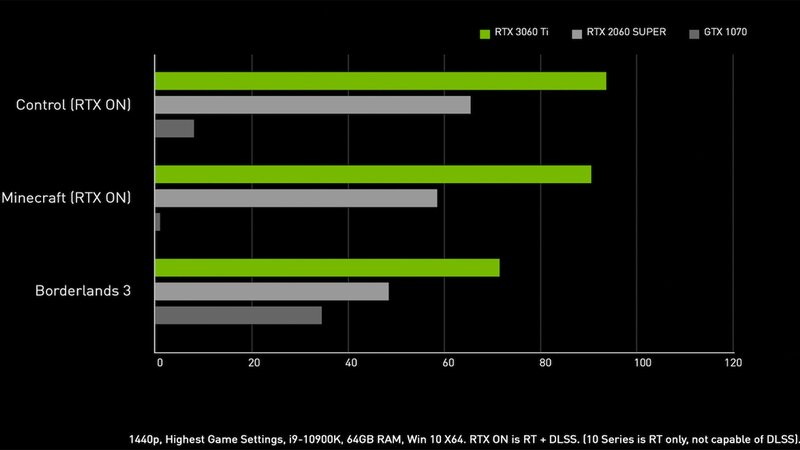 RTX 3060 Ti
RTX 2060 SUPER
GTX 1070
Control (RTX ON)
Minecraft (RTX ON)
Borderlands 3
0 20 40 60 80 100 120
1440p, Highest Game Settings, i9-10900K, 64GB RAM, Win 10 X64. RTX ON is RT + DLSS. (10 Series is RT only, not capable of DLSS).